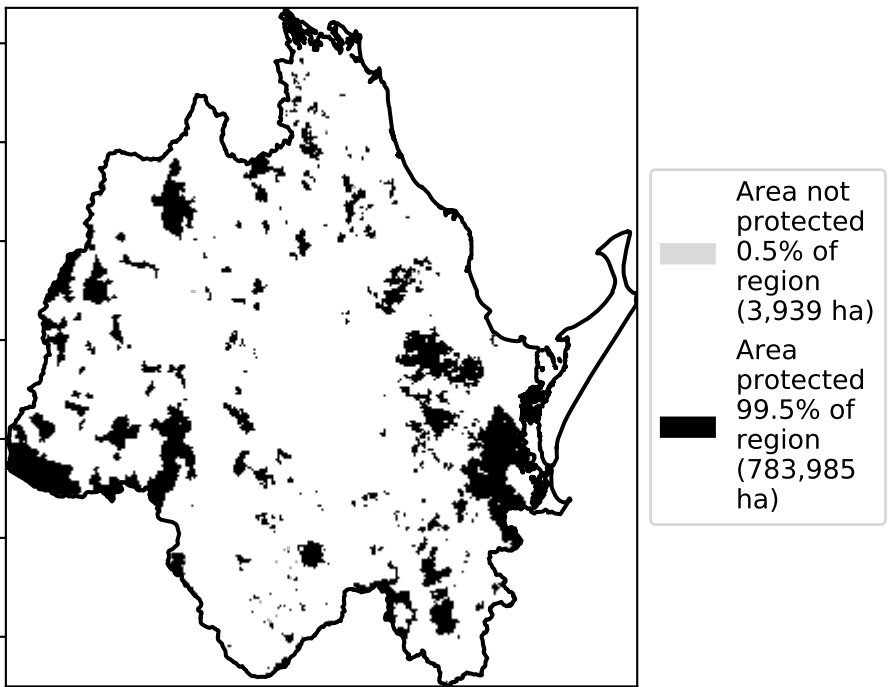 Area not
protected
0.5% of
region
(3,939 ha)
Area
protected
99.5% of
region
(783,985
ha)